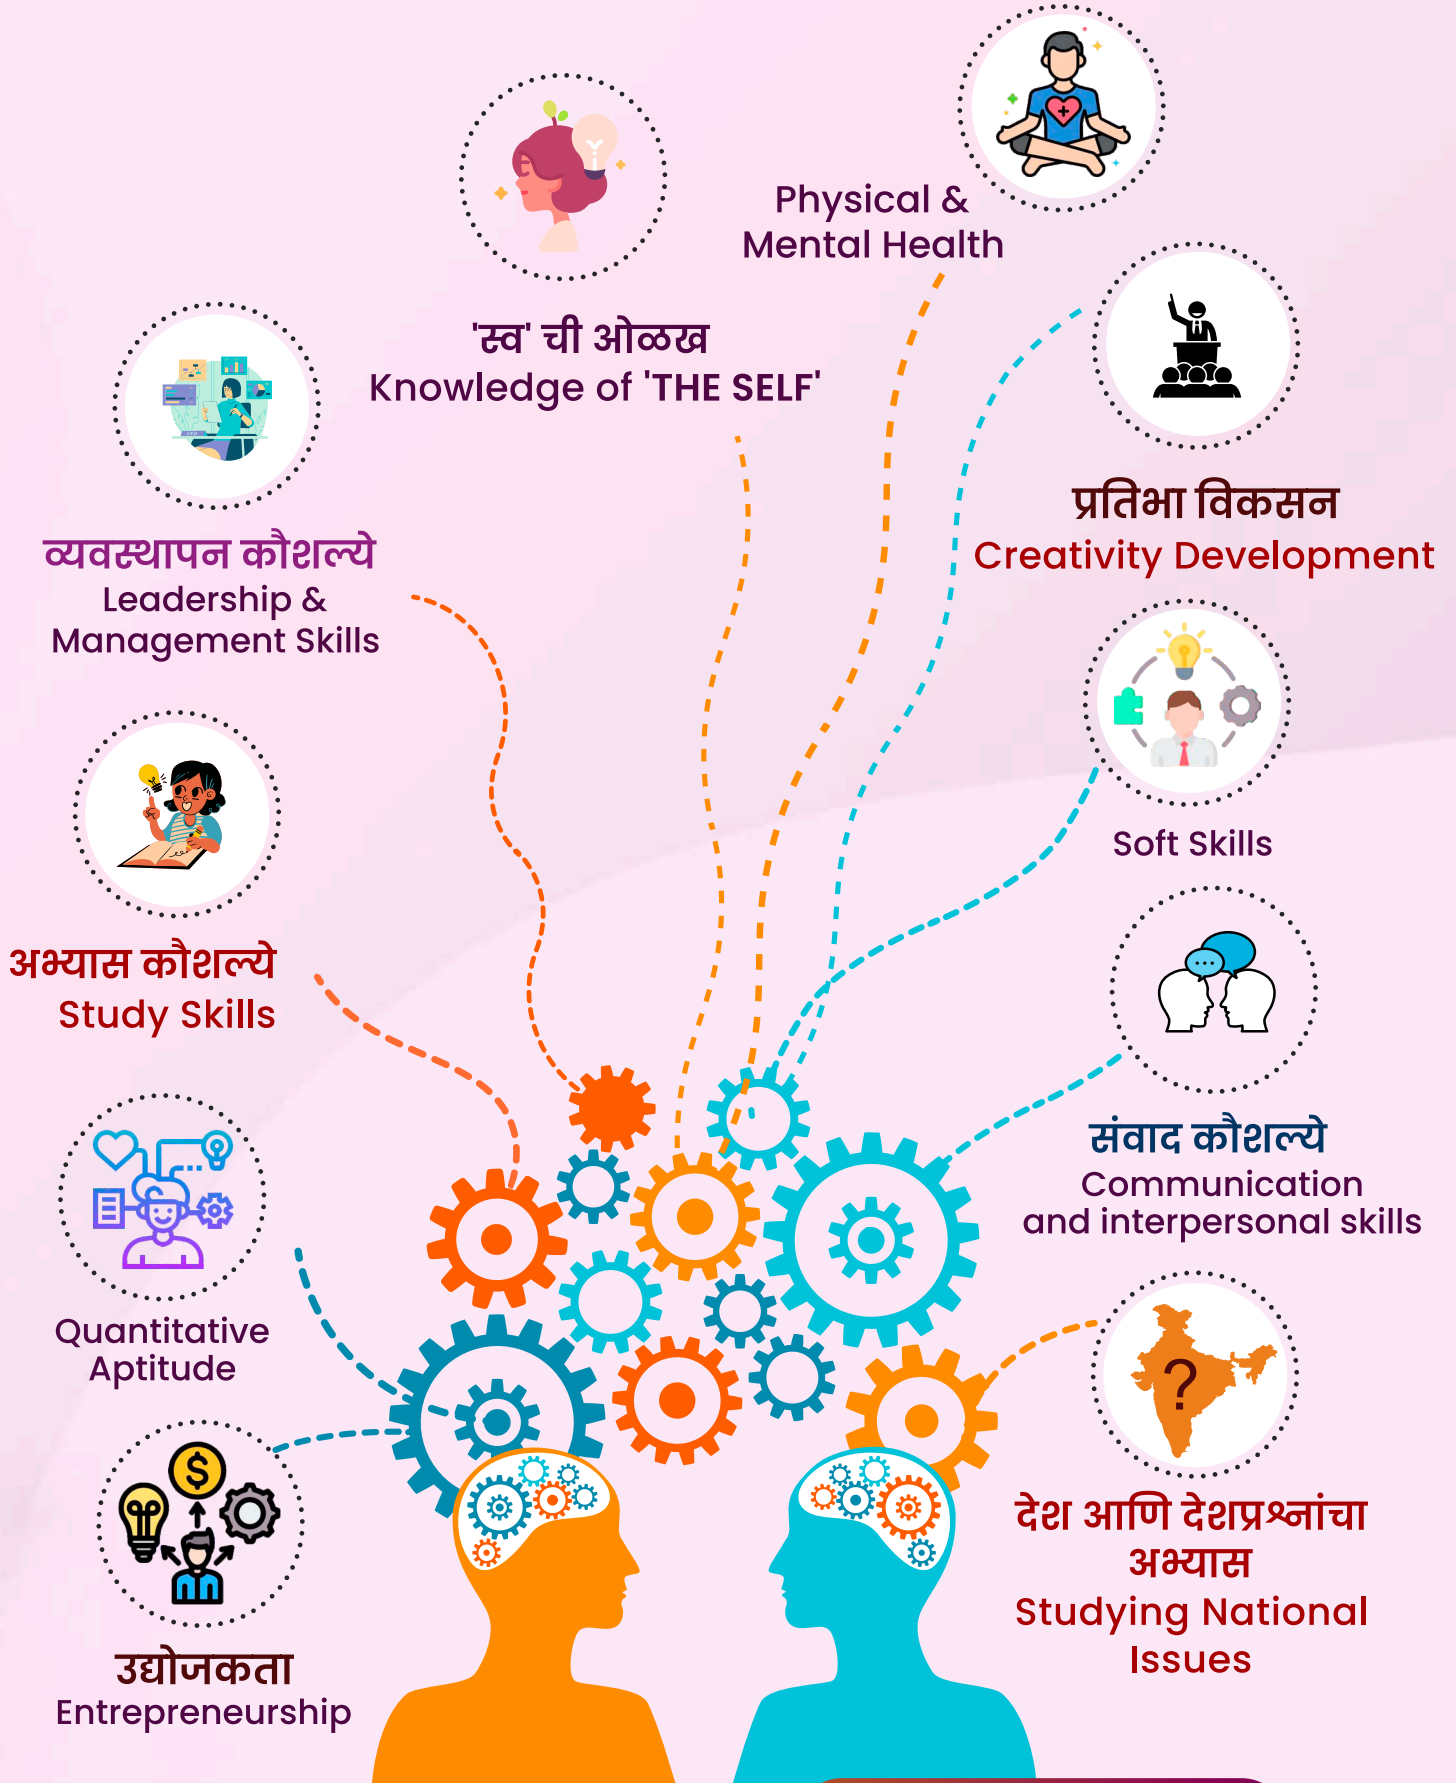 Physical &
Mental Health
'स्व' ची ओळख
Knowledge of 'THE SELF'
प्रतिभा विकसन
Creativity Development
व्यवस्थापन कौशल्ये
Leadership &
Management Skills
Soft Skills
अभ्यास कौशल्ये
Study Skills
संवाद कौशल्ये
Communication
and interpersonal skills
Quantitative
Aptitude
?
$
देश आणि देशप्रश्नांचा
अभ्यास
Studying National
Issues
उद्योजकता
Entrepreneurship